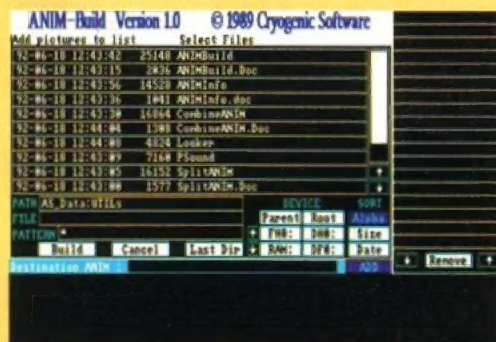 ANIM-Build Version 1.0 © 1989 Cryogenic Software
Add pictures to list Select Files
92-06-18 12:43:42 25148 ANIMBuild
92-06-18 12:43:15 2036 ANIMBuild.Doc
92-06-18 12:43:56 14528 ANIMInfo
92-06-18 12:43:36 1041 ANIMInfo.doc
92-06-18 12:43:30 16864 CombineANIM
92-06-18 12:44:04 1308 CombineANIM.Doc
92-06-18 12:44:08 4824 Looker
92-06-18 12:43:09 7160 PSound
92-06-18 12:43:05 16152 SplitANIM
92-06-18 12:43:00 1577 SplitANIM.Doc
PATH AS_Data:UTILs DEVICE SORT
FILE Parent Root Alpha
PATTERN * FH0: DH0: Size
Build Cancel Last Dir RAM: DF0: Date
Destination ANIM : ADD
Remove